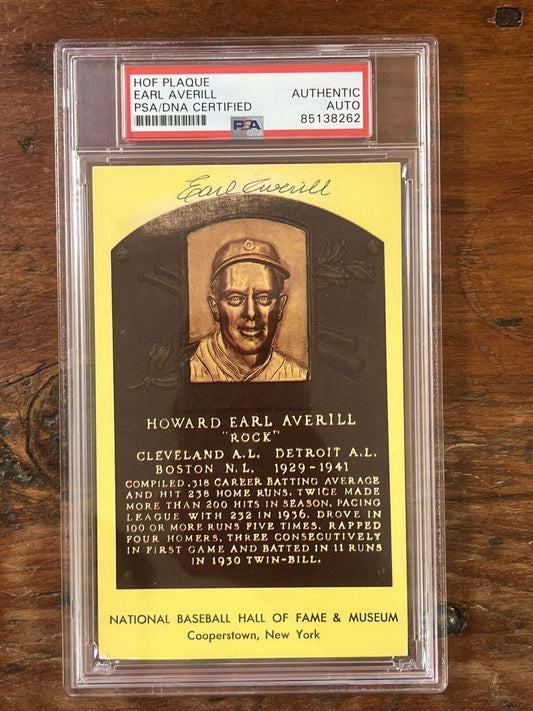 HOF PLAQUE
EARL AVERILL
PSA/DNA CERTIFIED
AUTHENTIC
AUTO
85138262
PSA
Earl Averill
HOWARD EARL AVERILL
"ROCK"
CLEVELAND A.L. DETROIT A.L.
BOSTON N.L. 1929-1941
COMPILED .318 CAREER BATTING AVERAGE
AND HIT 238 HOME RUNS. TWICE MADE
MORE THAN 200 HITS IN SEASON, PACING
LEAGUE WITH 232 IN 1936. DROVE IN
100 OR MORE RUNS FIVE TIMES. RAPPED
FOUR HOMERS, THREE CONSECUTIVELY
IN FIRST GAME AND BATTED IN 11 RUNS
IN 1930 TWIN-BILL.
NATIONAL BASEBALL HALL OF FAME & MUSEUM
Cooperstown, New York